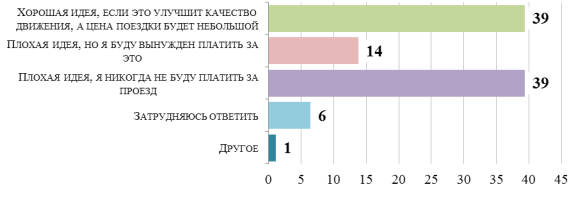 Хорошая идея, если это улучшит качество
движения, а цена поездки будет небольшой
39
Плохая идея, но я буду вынужден платить за
это
14
Плохая идея, я никогда не буду платить за
проезд
39
Затрудняюсь ответить
6
Другое
1
0 5 10 15 20 25 30 35 40 45